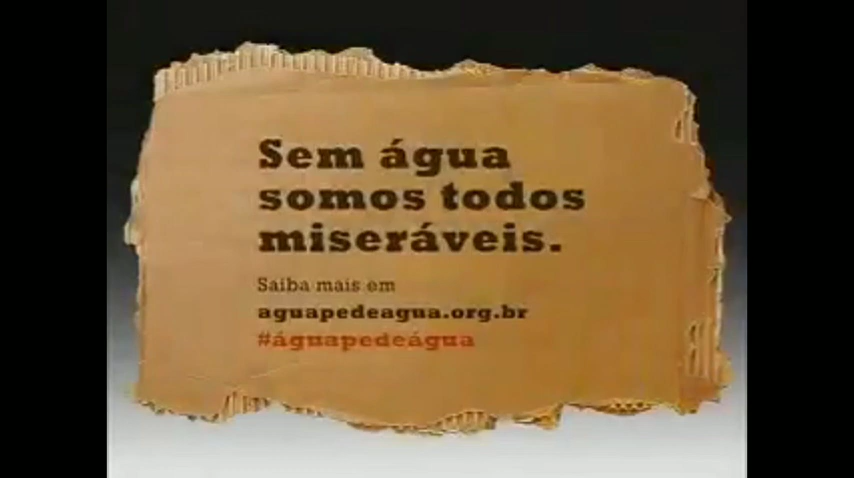 Sem água
somos todos
miseráveis.
Saiba mais em
aguapedeagua.org.br
#águapedeágua